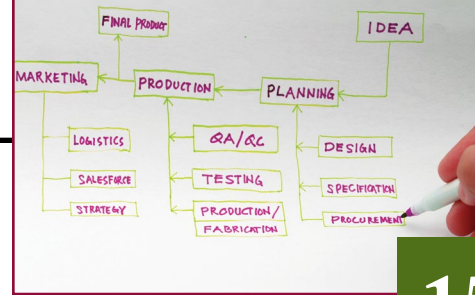 FINAL PRODUCT
IDEA
MARKETING
PRODUCTION
PLANNING
LOGISTICS
QA/QC
DESIGN
SALESFORCE
TESTING
SPECIFICATION
STRATEGY
PRODUCTION/
FABRICATION
PROCUREMENT